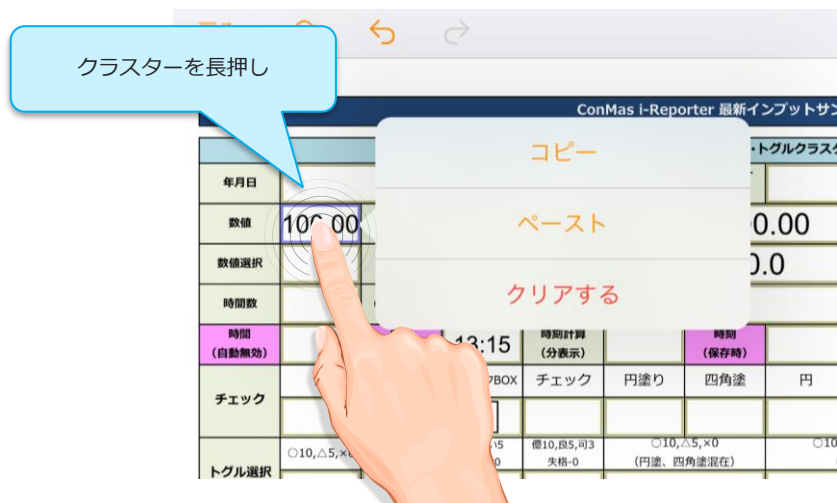 クラスターを長押し
ConMas i-Reporter 最新インプットサン
コピー
・トグルクラスタ
年月日
ペースト
数値
100.00
0.00
数値選択
0.0
クリアする
時間数
時間
(自動無効)
13:15
時刻計算
(分表示)
時刻
(保存時)
チェック
BOX
チェック
円塗り
四角塗
円
トグル選択
○10,△5,×
優10,良5,可3
失格-0
○10,△5,×0
(円塗、四角塗混在)
○10